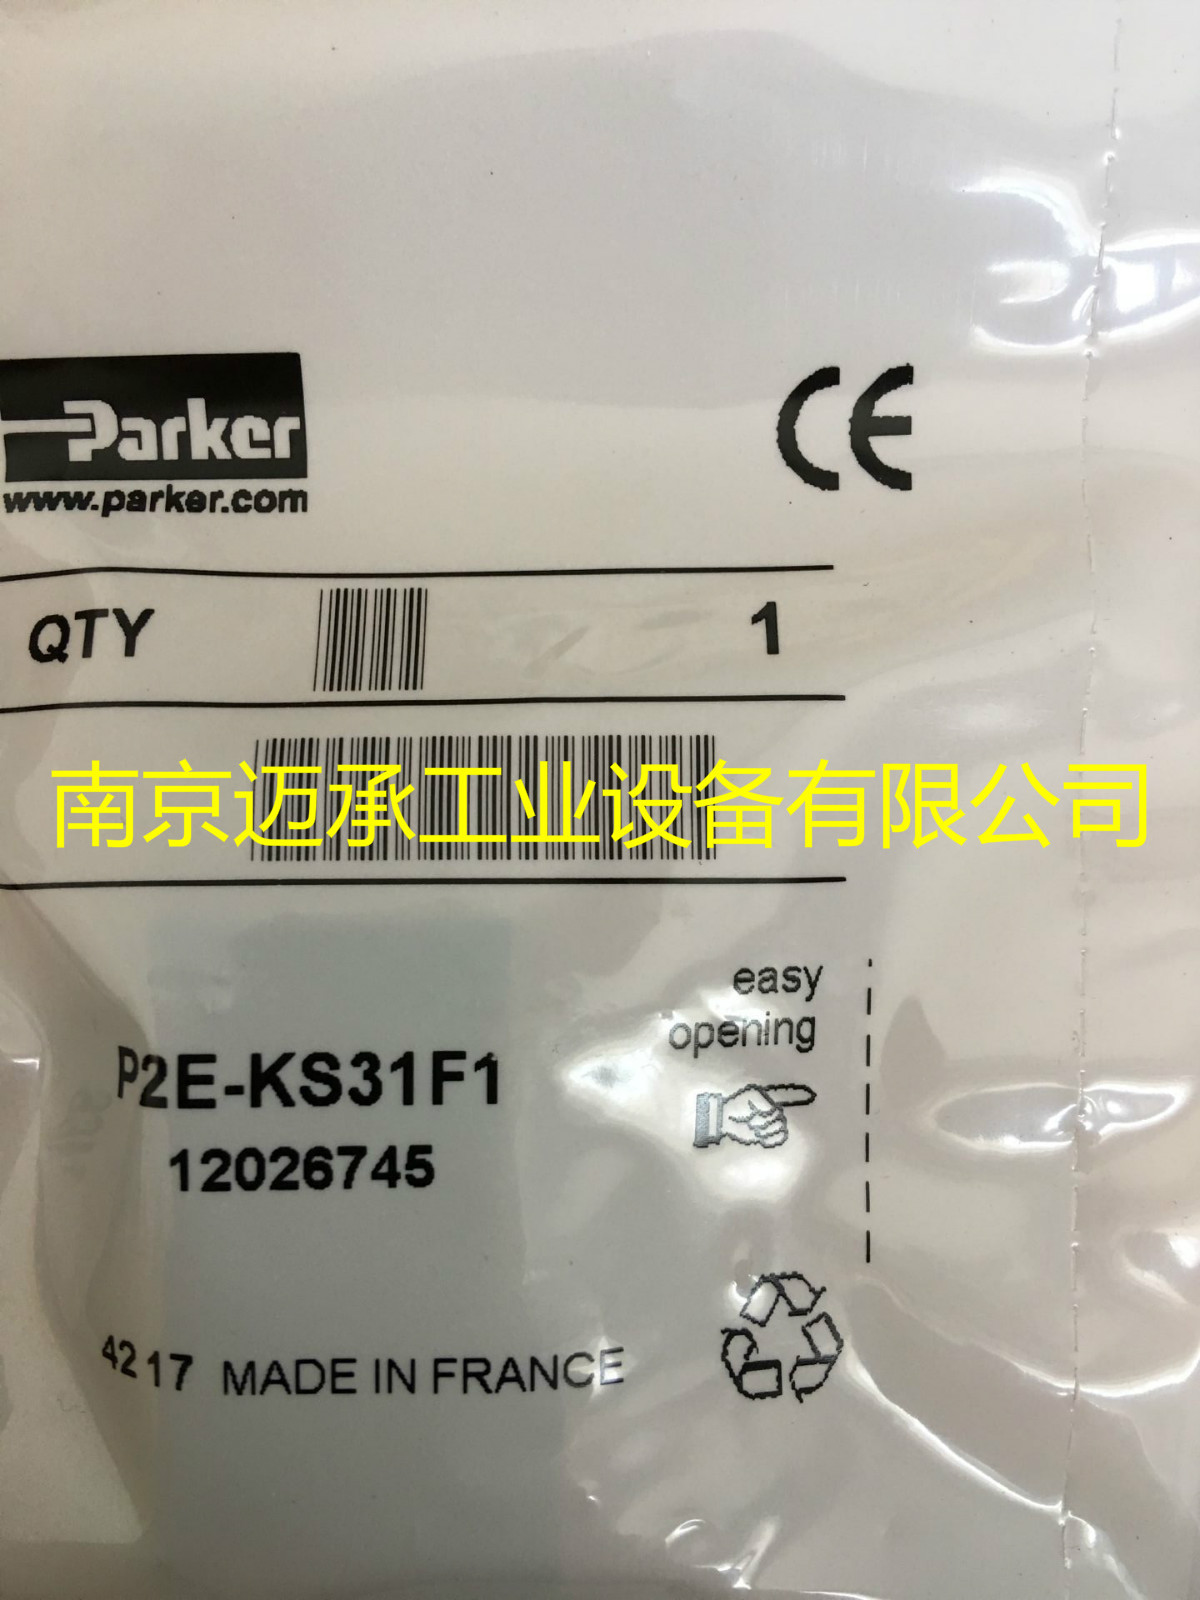 Parker
www.parker.com
CE
QTY 1
南京迈承工业设备有限公司
easy
opening
P2E-KS31F1
12026745
4217 MADE IN FRANCE